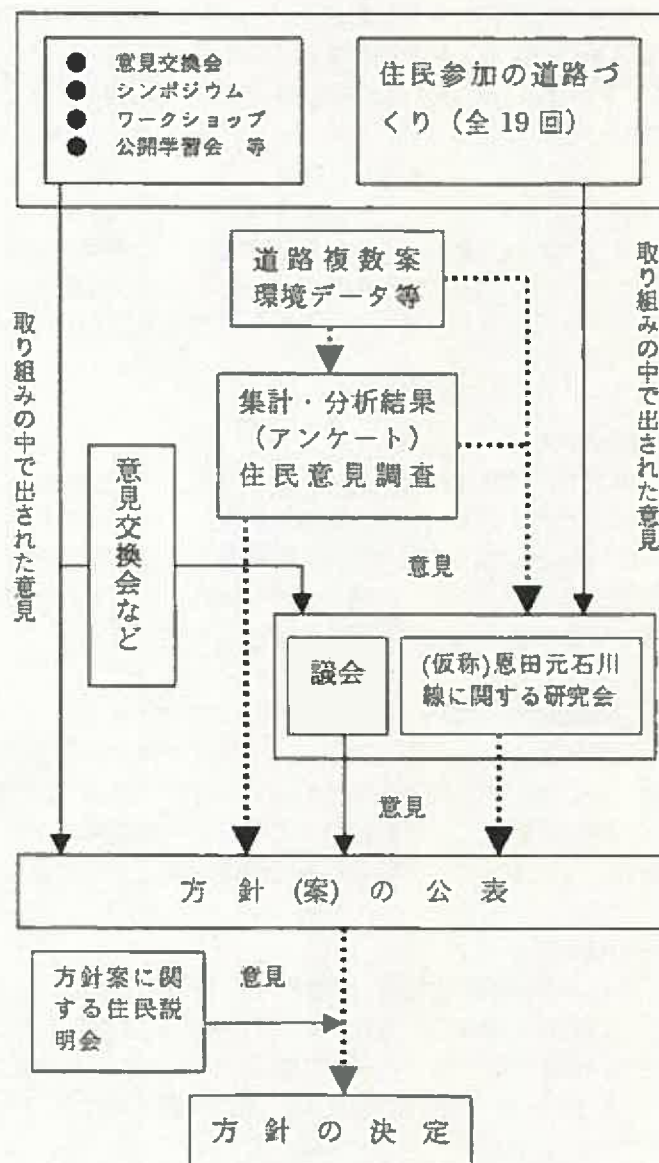 ● 意見交換会
● シンポジウム
● ワークショップ
● 公開学習会 等
住民参加の道路づ
くり（全19回）
道路複数案
環境データ等
取り組みの中で出された意見
取り組みの中で出された意見
集計・分析結果
（アンケート）
住民意見調査
意見交換会など
意見
議会
(仮称)恩田元石川
線に関する研究会
意見
方針(案)の公表
方針案に関
する住民説
明会
意見
方針の決定